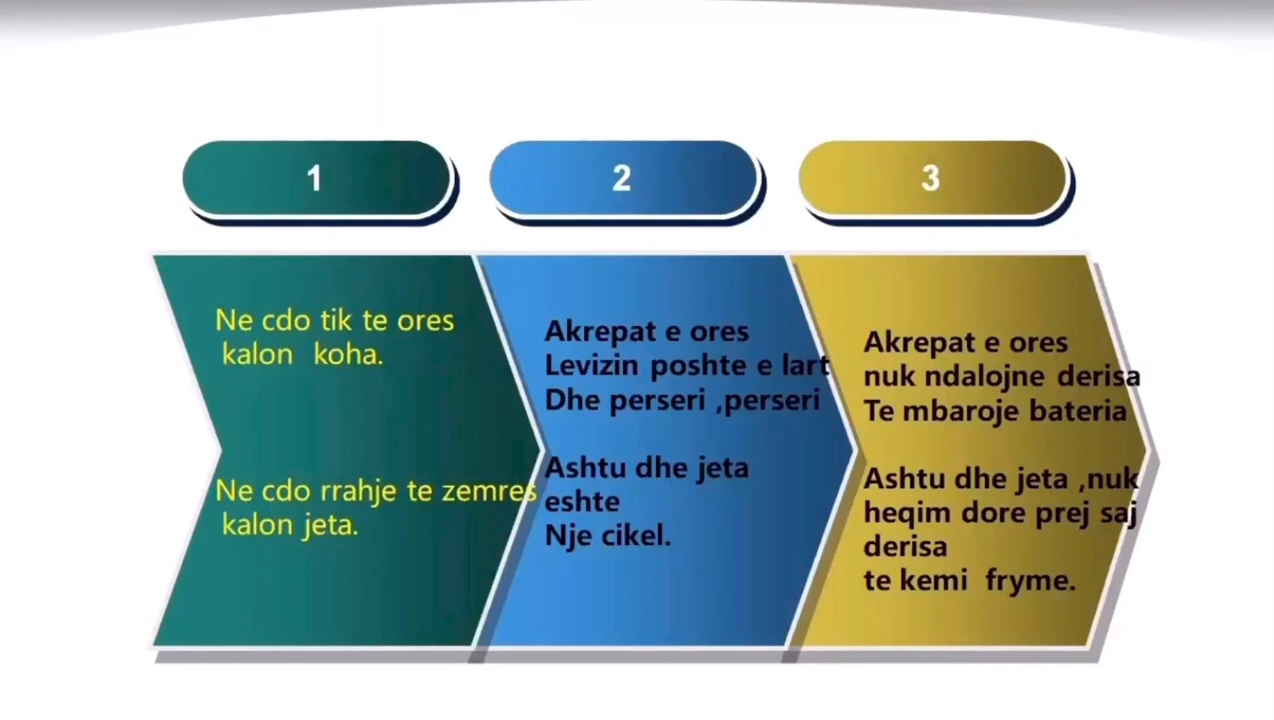 1
Ne cdo tik te ores
kalon koha.
Ne cdo rrahje te zemres
kalon jeta.
2
Akrepat e ores
Levizin poshte e lart
Dhe perseri ,perseri
Ashtu dhe jeta
eshte
Nje cikel.
3
Akrepat e ores
nuk ndalojne derisa
Te mbaroje bateria
Ashtu dhe jeta ,nuk
heqim dore prej saj
derisa
te kemi fryme.